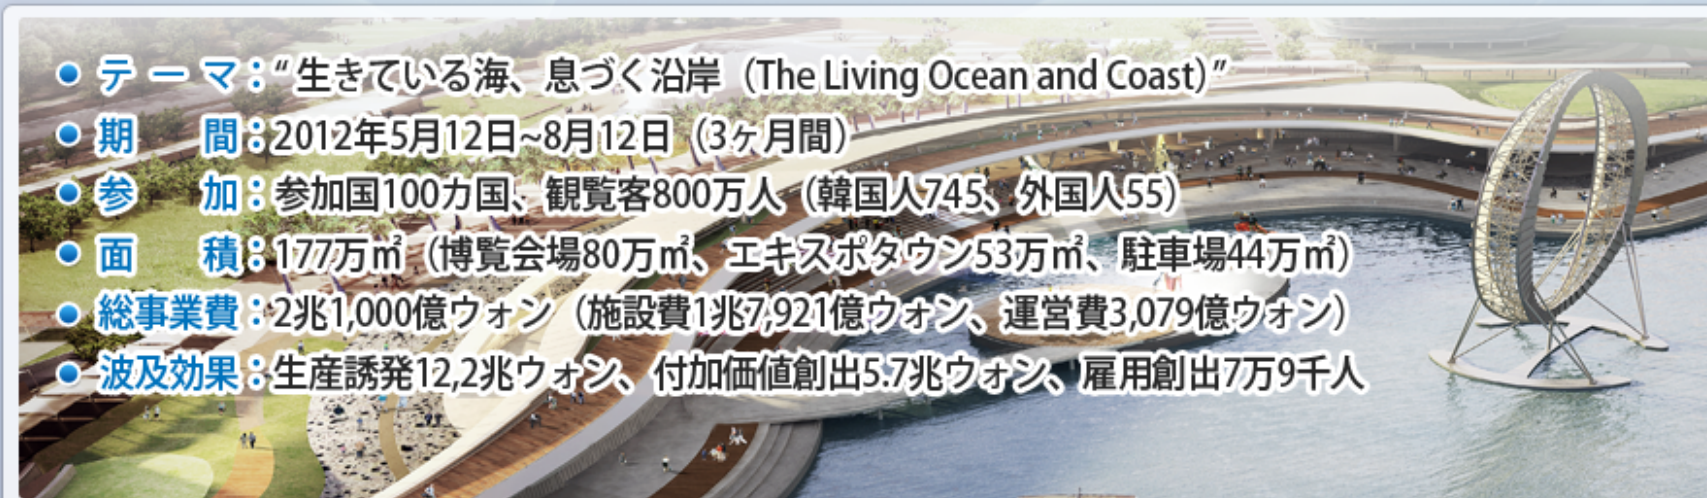 ● テーマ：“生きている海、息づく沿岸（The Living Ocean and Coast）”
● 期間：2012年5月12日~8月12日（3ヶ月間）
● 参加：参加国100カ国、観覧客800万人（韓国人745、外国人55）
● 面積：177万㎡（博覧会場80万㎡、エキスポタウン53万㎡、駐車場44万㎡）
● 総事業費：2兆1,000億ウォン（施設費1兆7,921億ウォン、運営費3,079億ウォン）
● 波及効果：生産誘発12,2兆ウォン、付加価値創出5.7兆ウォン、雇用創出7万9千人